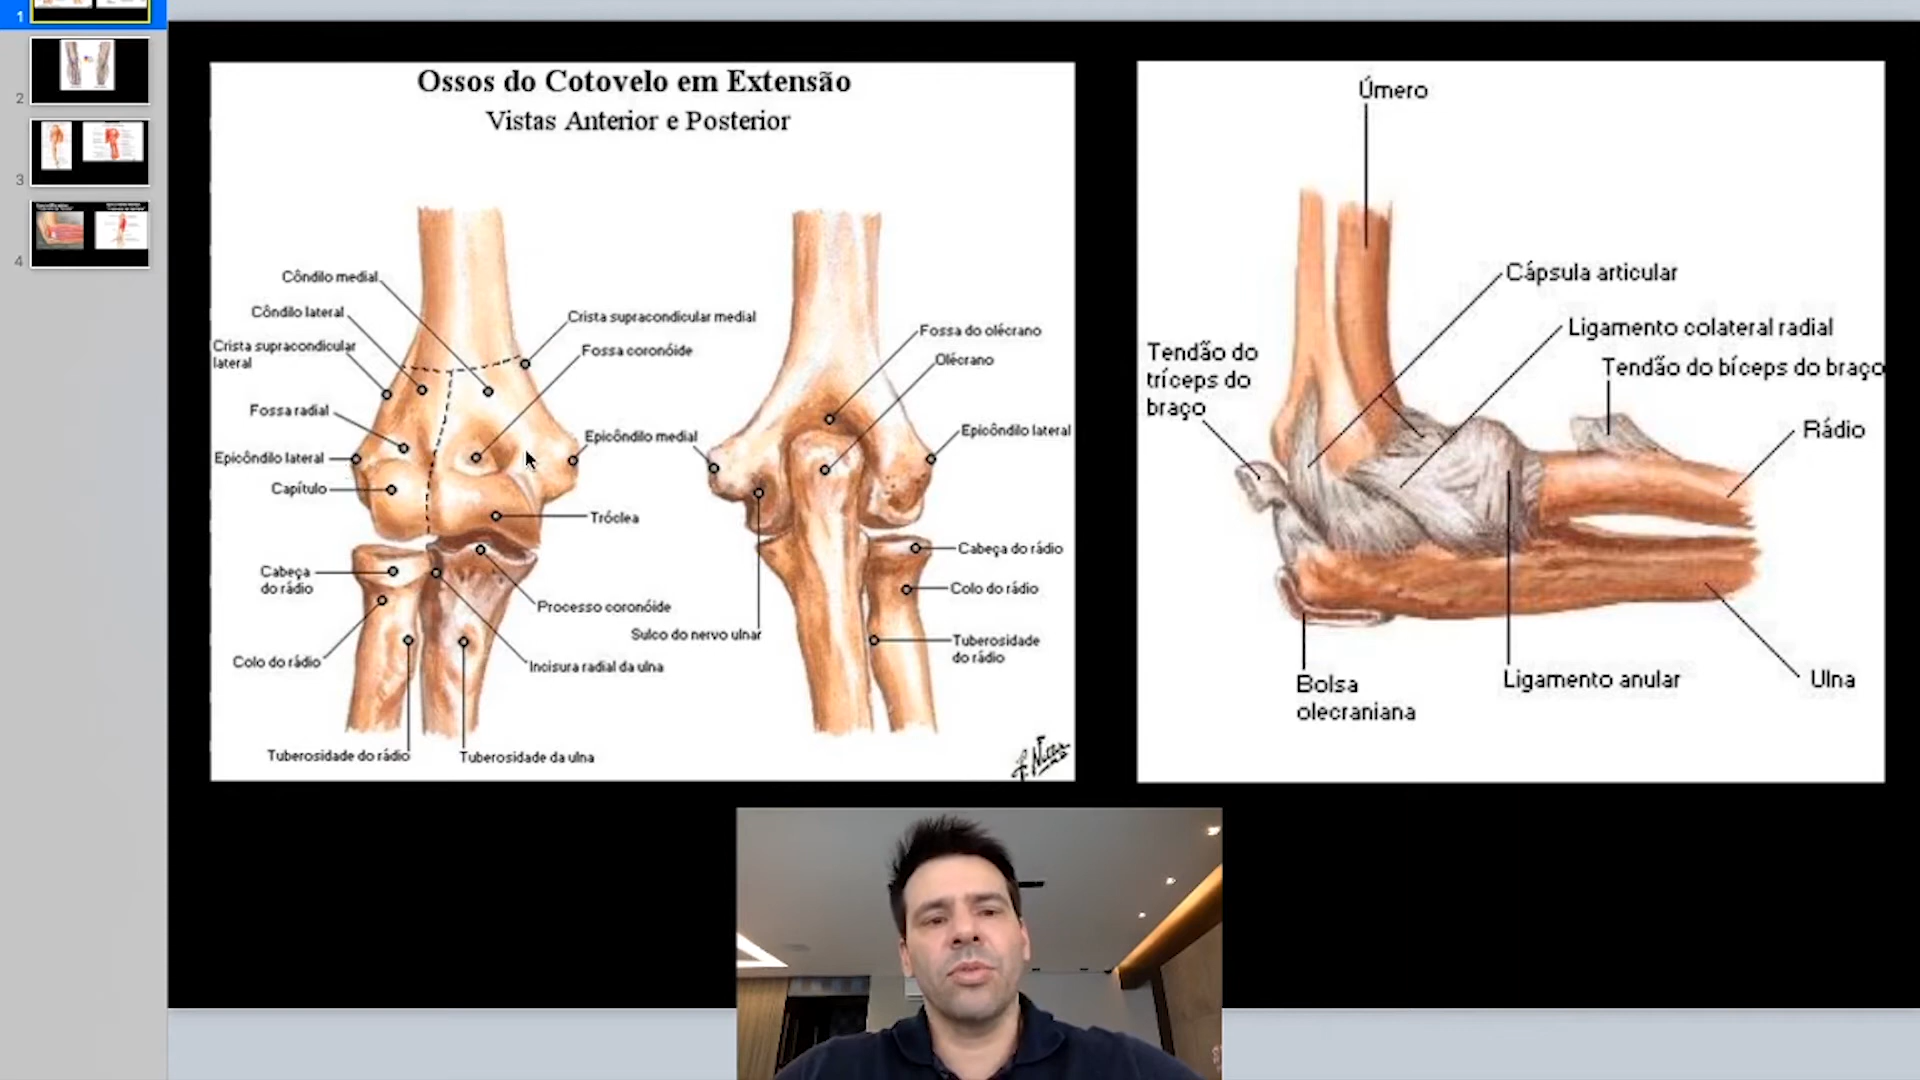 1
2
3
4
Ossos do Cotovelo em Extensão
Vistas Anterior e Posterior
Côndilo medial
Côndilo lateral
Crista supracondicular
lateral
Fossa radial
Epicôndilo lateral
Capítulo
Cabeça
do rádio
Colo do rádio
Tuberosidade do rádio
Crista supracondicular medial
Fossa coronóide
Epicôndilo medial
Tróclea
Processo coronóide
Sulco do nervo ulnar
Incisura radial da ulna
Tuberosidade da ulna
Fossa do olécrano
Olécrano
Epicôndilo lateral
Cabeça do rádio
Colo do rádio
Tuberosidade
do rádio
Úmero
Cápsula articular
Ligamento colateral radial
Tendão do
tríceps do
braço
Tendão do bíceps do braço
Rádio
Bolsa
olecraniana
Ligamento anular
Ulna